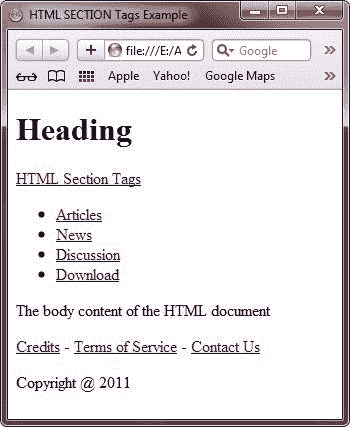 HTML SECTION Tags Example
file:///E:/A
Google
Apple Yahoo! Google Maps
Heading
HTML Section Tags
Articles
News
Discussion
Download
The body content of the HTML document
Credits - Terms of Service - Contact Us
Copyright @ 2011